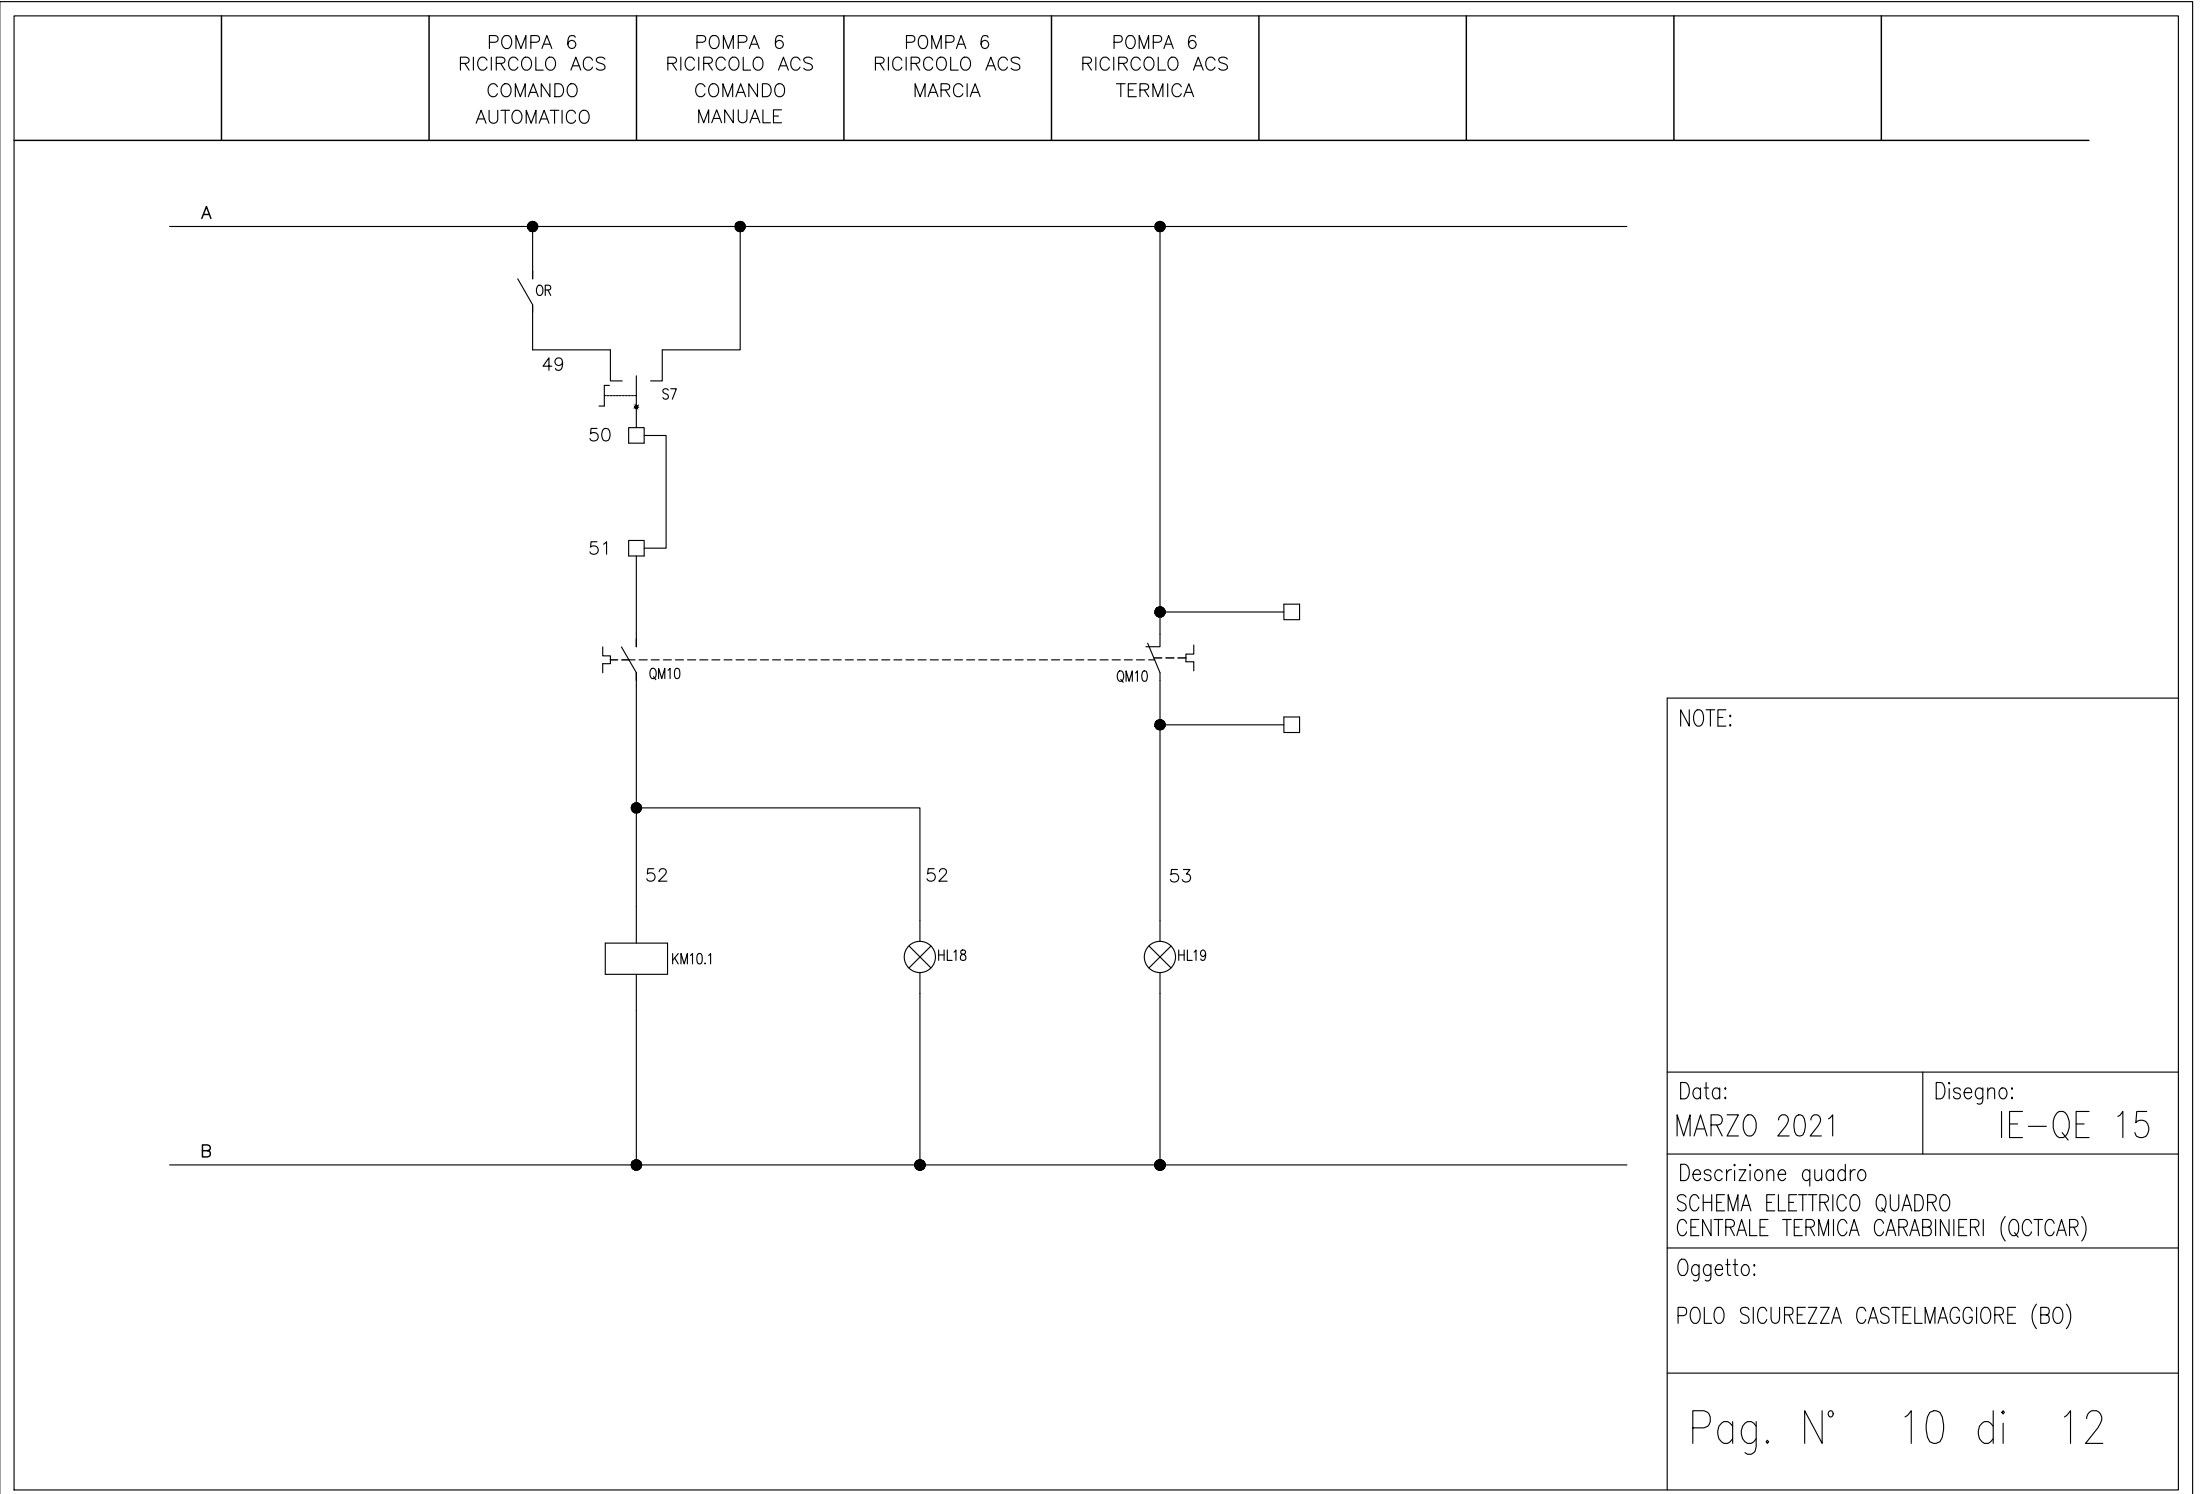 POMPA 6
RICIRCOLO ACS
COMANDO
AUTOMATICO
POMPA 6
RICIRCOLO ACS
COMANDO
MANUALE
POMPA 6
RICIRCOLO ACS
MARCIA
POMPA 6
RICIRCOLO ACS
TERMICA
A
OR
49
S7
50
51
QM10
QM10
52
52
53
KM10.1
HL18
HL19
B
NOTE:
Data:
MARZO 2021
Disegno:
IE-QE 15
Descrizione quadro
SCHEMA ELETTRICO QUADRO
CENTRALE TERMICA CARABINIERI (QCTCAR)
Oggetto:
POLO SICUREZZA CASTELMAGGIORE (BO)
Pag. N° 10 di 12